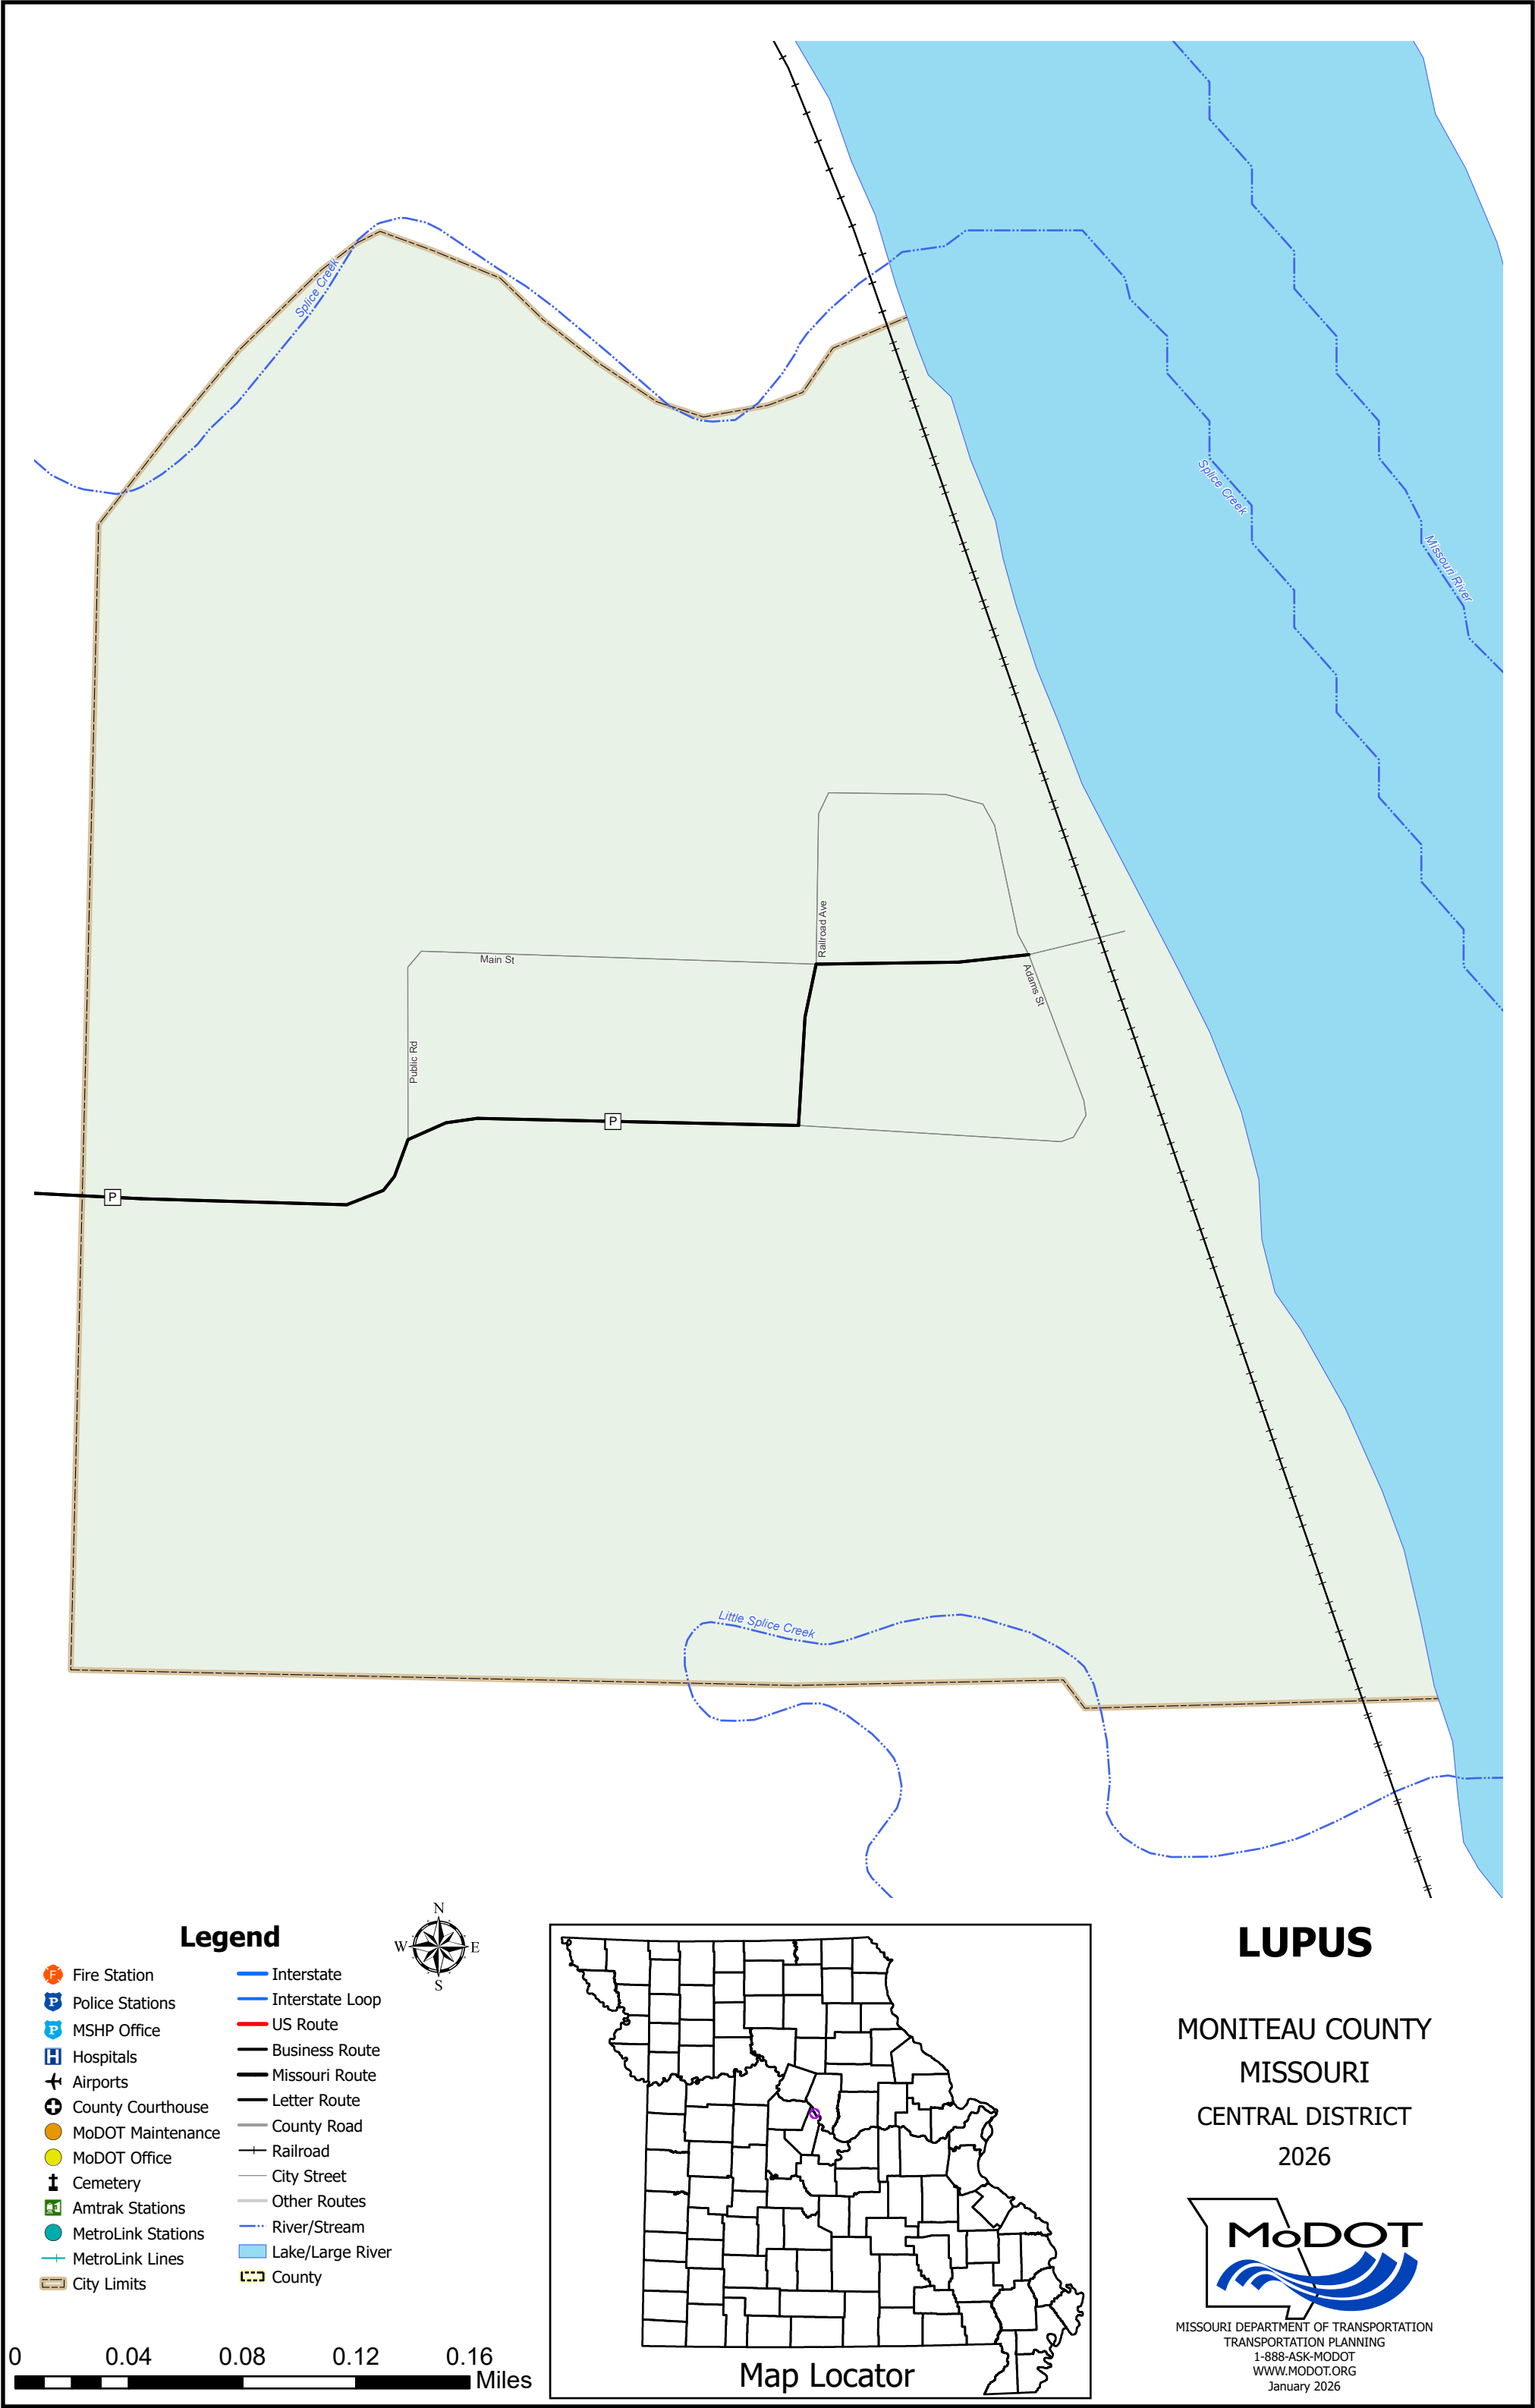 Splice Creek
Splice Creek
Missouri River
Railroad Ave
Main St
Adams St
Public Rd
P
P
Little Splice Creek
Legend
F Fire Station
P Police Stations
P MSHP Office
H Hospitals
Airports
County Courthouse
MoDOT Maintenance
MoDOT Office
Cemetery
Amtrak Stations
MetroLink Stations
MetroLink Lines
City Limits
Interstate
Interstate Loop
US Route
Business Route
Missouri Route
Letter Route
County Road
Railroad
City Street
Other Routes
River/Stream
Lake/Large River
County
N
W E
S
0 0.04 0.08 0.12 0.16
Miles
Map Locator
LUPUS
MONITEAU COUNTY
MISSOURI
CENTRAL DISTRICT
2026
MoDOT
MISSOURI DEPARTMENT OF TRANSPORTATION
TRANSPORTATION PLANNING
1-888-ASK-MODOT
WWW.MODOT.ORG
January 2026